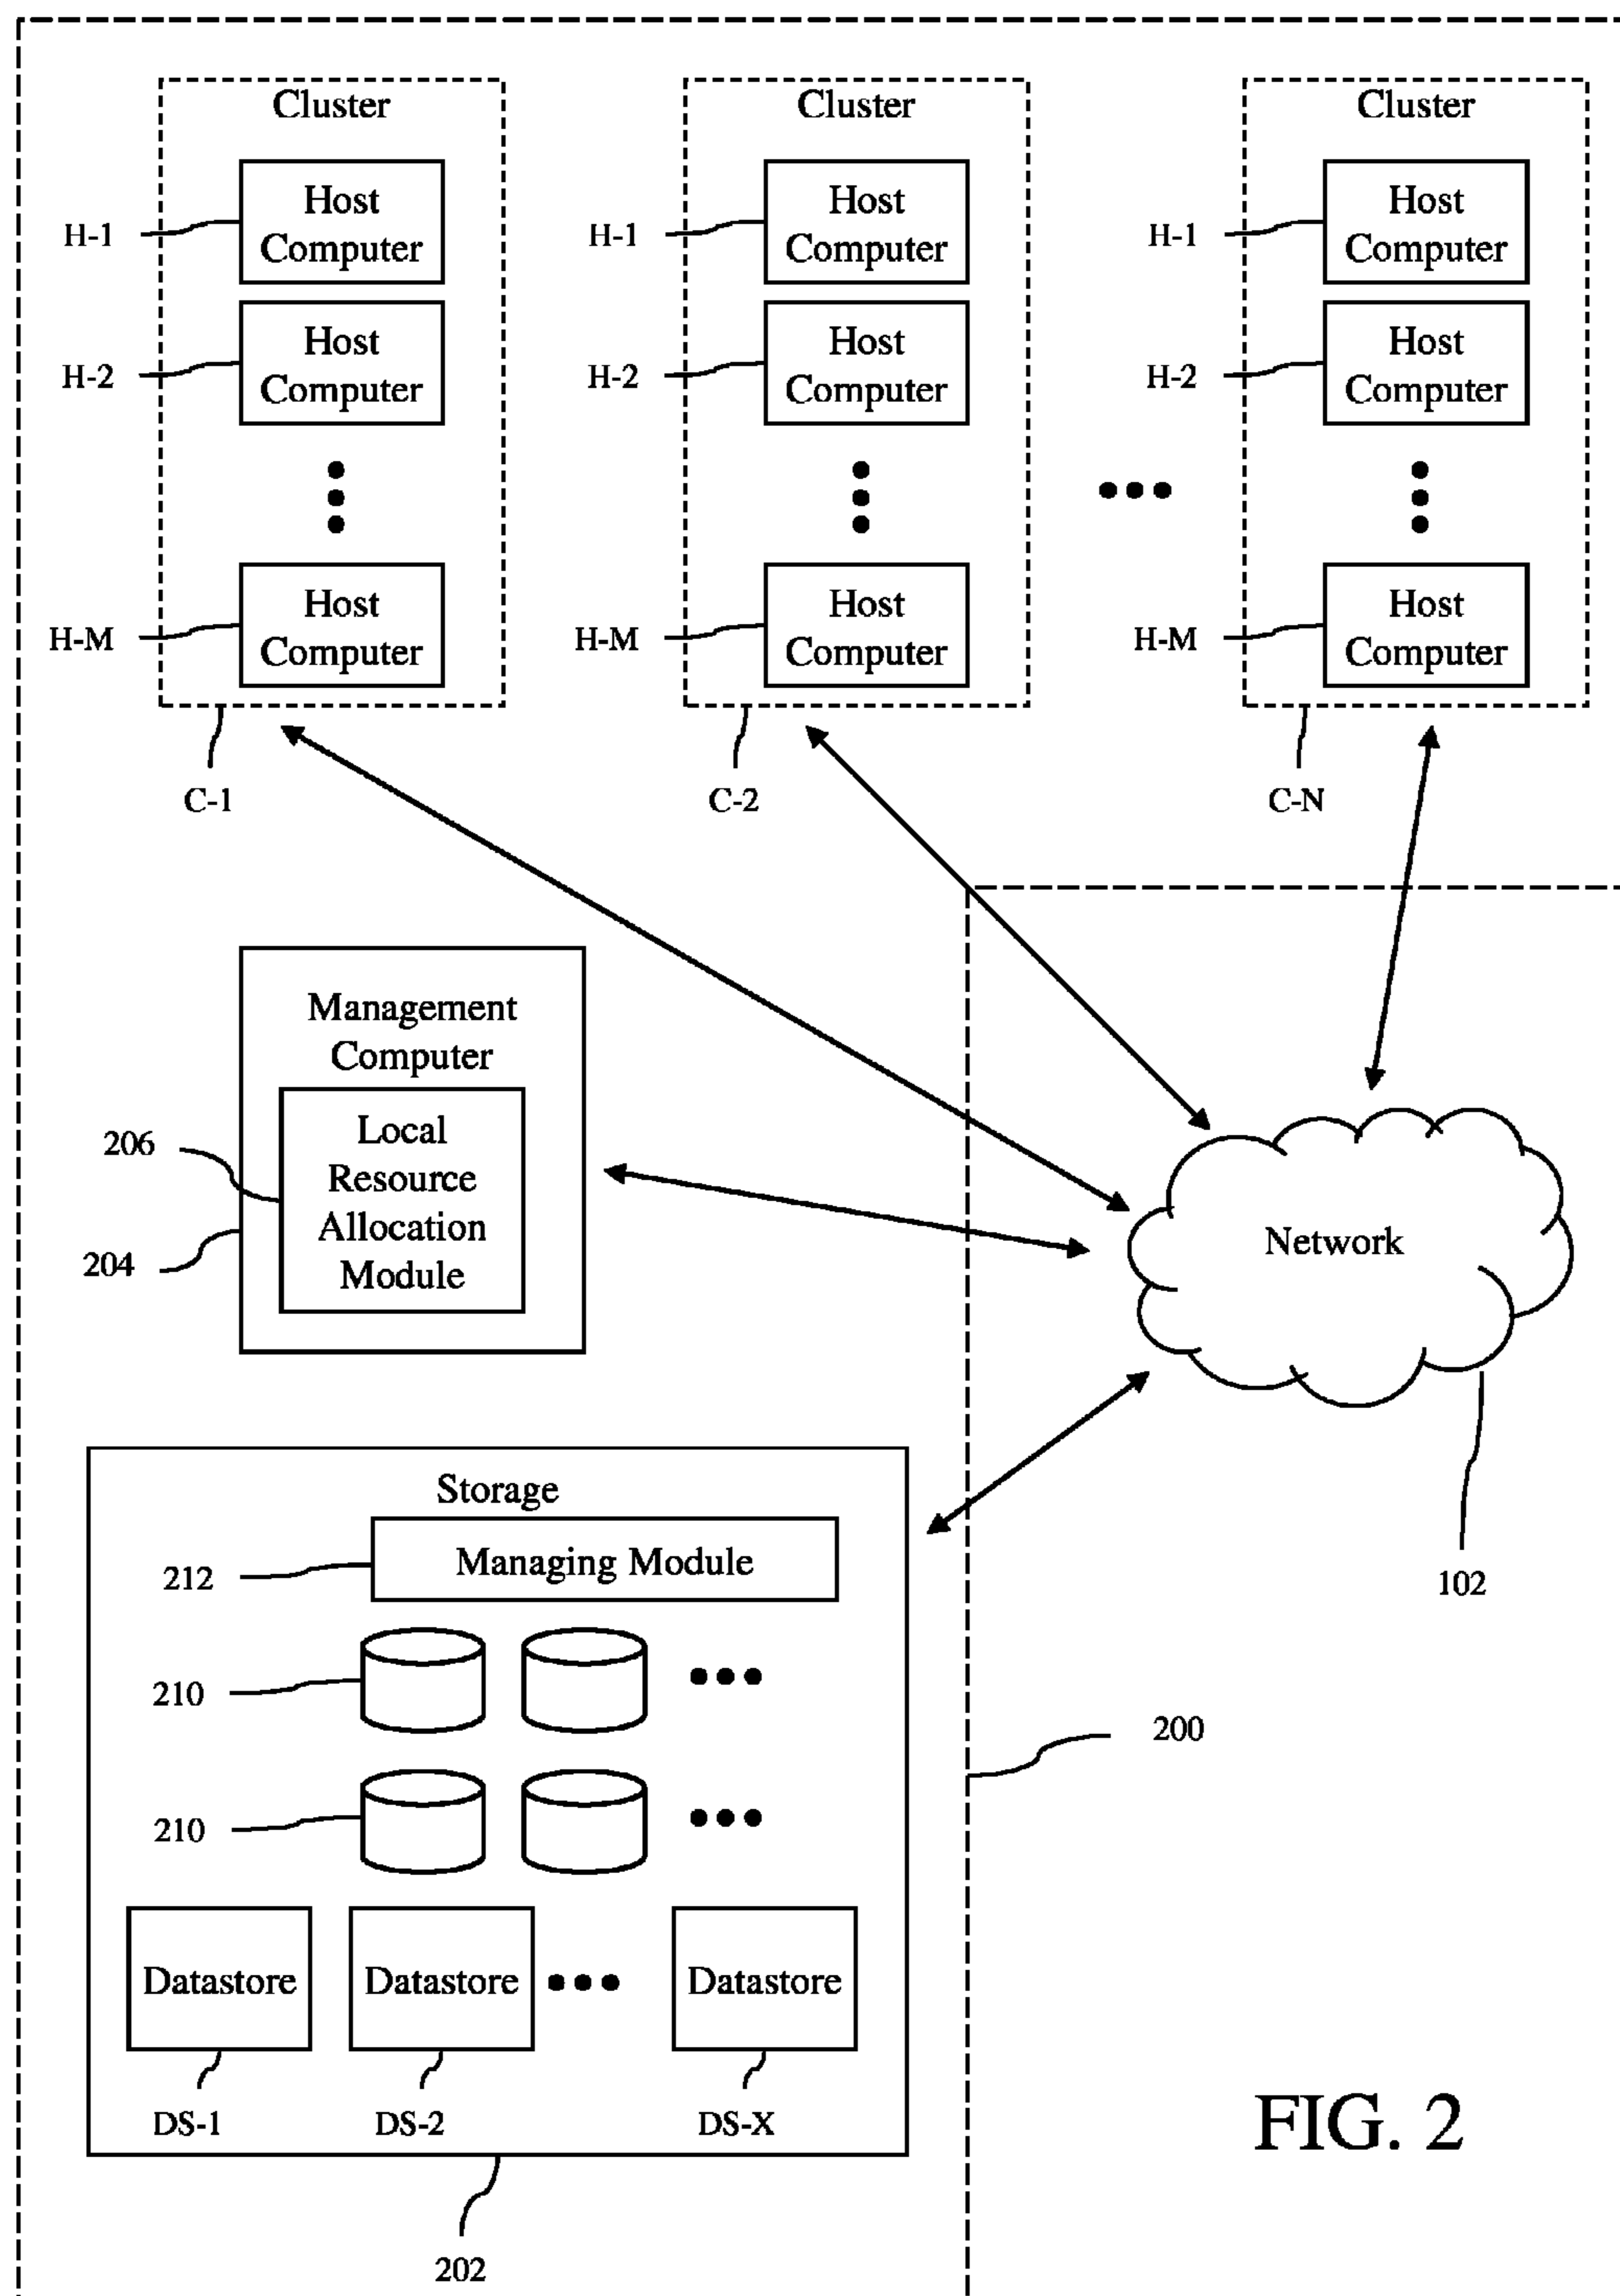 Cluster
Cluster
Cluster
Host
Computer
Host
Computer
Host
Computer
H-1
H-1
H-1
Host
Computer
Host
Computer
Host
Computer
H-2
H-2
H-2
Host
Computer
Host
Computer
Host
Computer
H-M
H-M
H-M
C-1
C-2
C-N
Management
Computer
Local
Resource
Allocation
Module
206
204
Network
102
Storage
Managing Module
212
210
210
200
Datastore
Datastore
Datastore
DS-1
DS-2
DS-X
202
FIG. 2